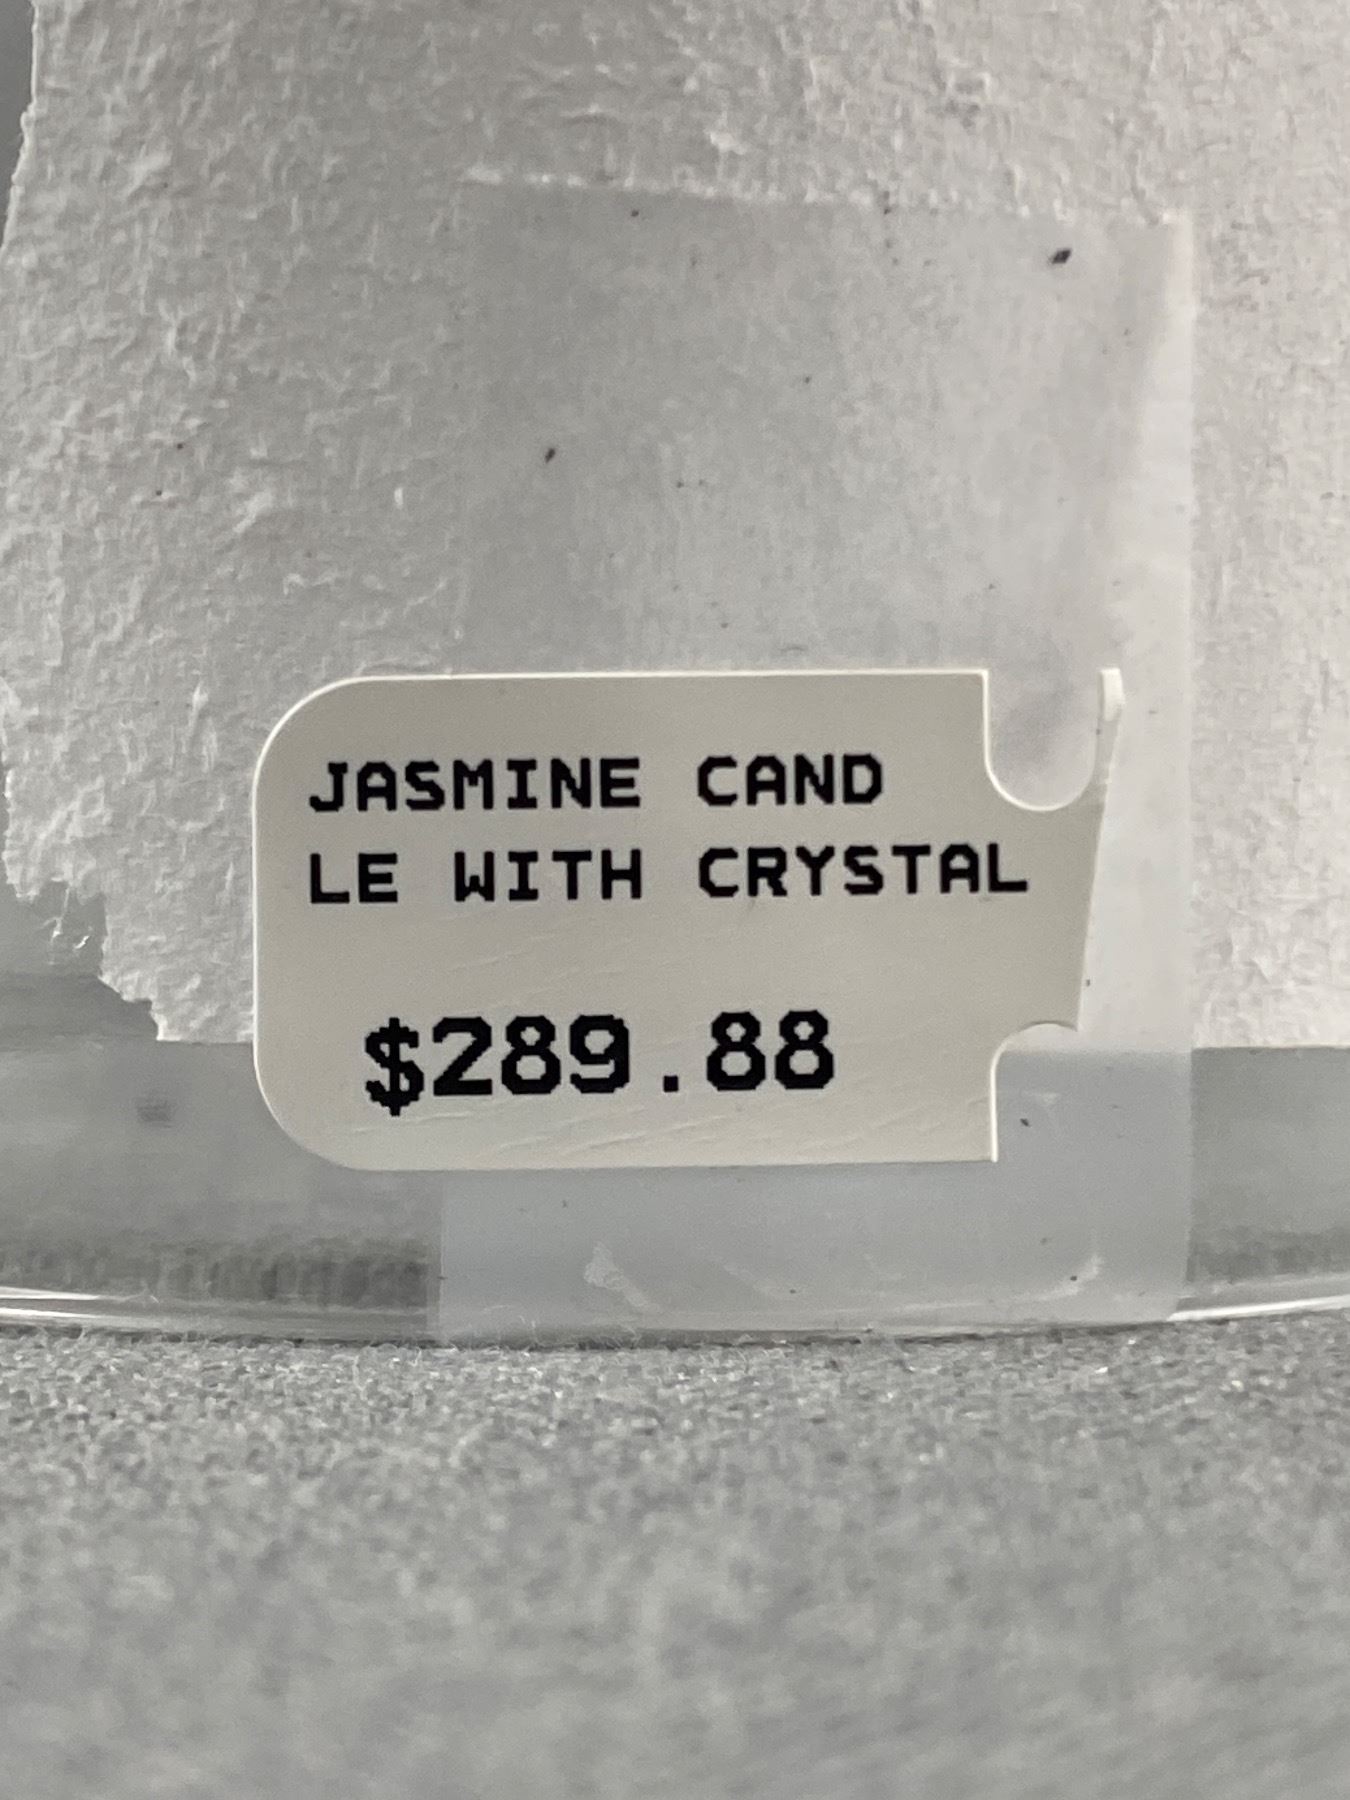 JASMINE CAND
LE WITH CRYSTAL
$289.88